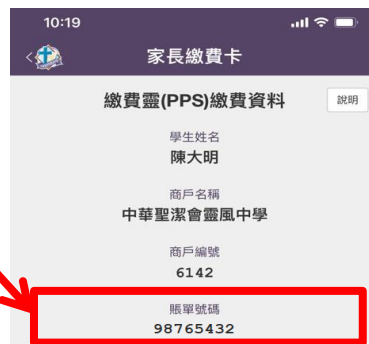 10:19
家長繳費卡
繳費靈(PPS)繳費資料
說明
學生姓名
陳大明
商戶名稱
中華聖潔會靈風中學
商戶編號
6142
賬單號碼
98765432